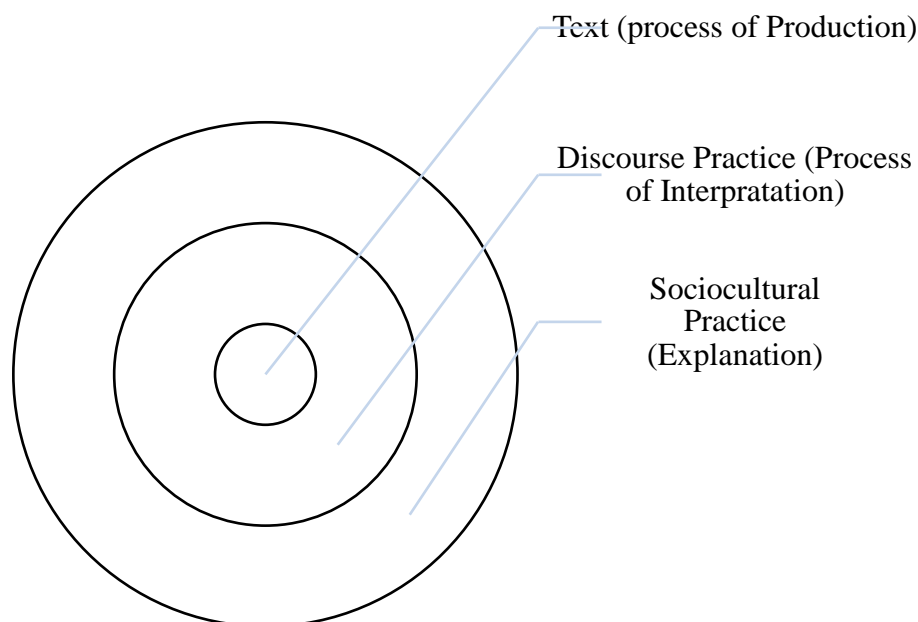 Text (process of Production)
Discourse Practice (Process
of Interpratation)
Sociocultural
Practice
(Explanation)